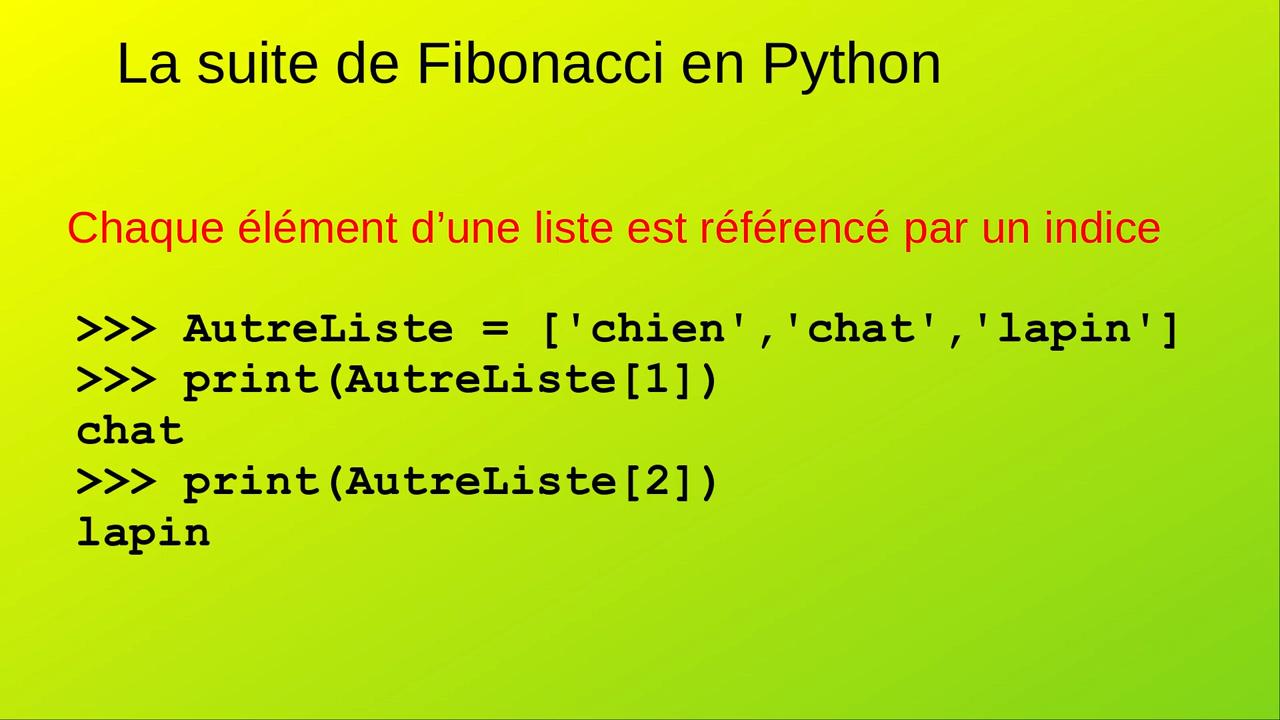 La suite de Fibonacci en Python
Chaque élément d’une liste est référencé par un indice
>>> AutreListe = ['chien','chat','lapin']
>>> print(AutreListe[1])
chat
>>> print(AutreListe[2])
lapin